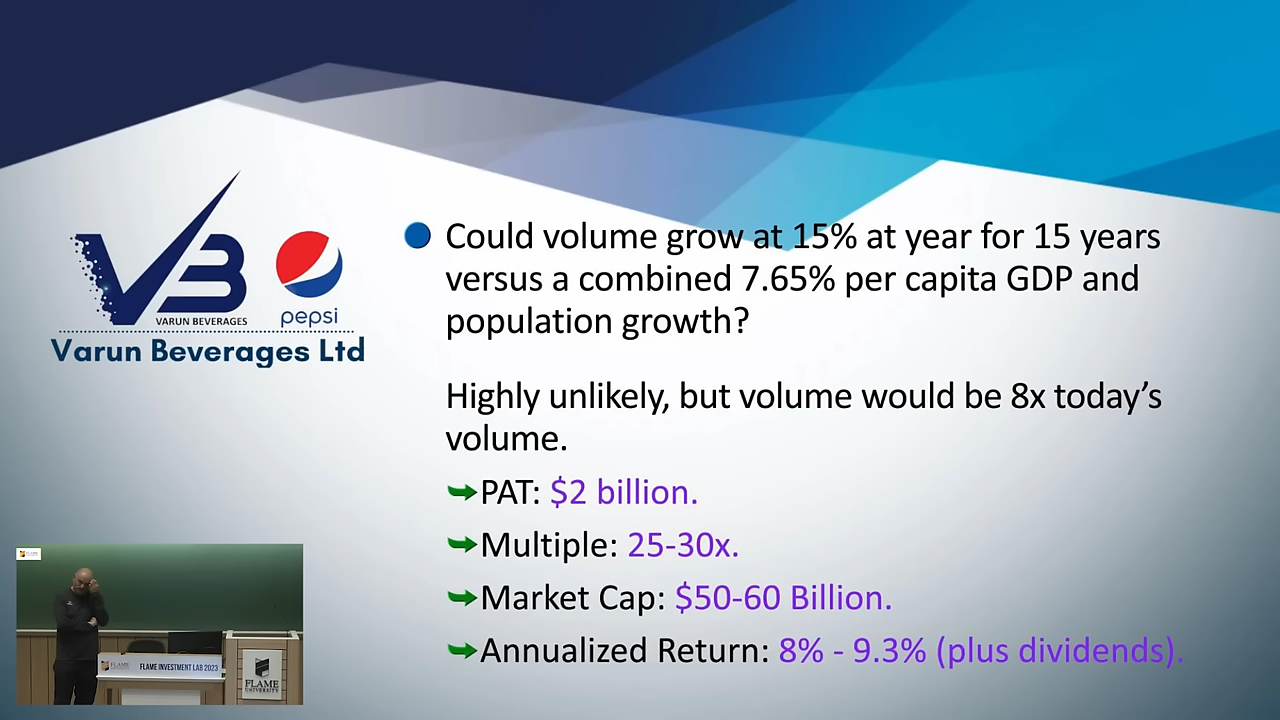 Could volume grow at 15% at year for 15 years
versus a combined 7.65% per capita GDP and
population growth?
Highly unlikely, but volume would be 8x today's
volume.
PAT: $2 billion.
Multiple: 25-30x.
Market Cap: $50-60 Billion.
Annualized Return: 8% - 9.3% (plus dividends).
VB
VARUN BEVERAGES
pepsi
Varun Beverages Ltd
FLAME
FLAME INVESTMENT LAB 2023
FLAME
UNIVERSITY